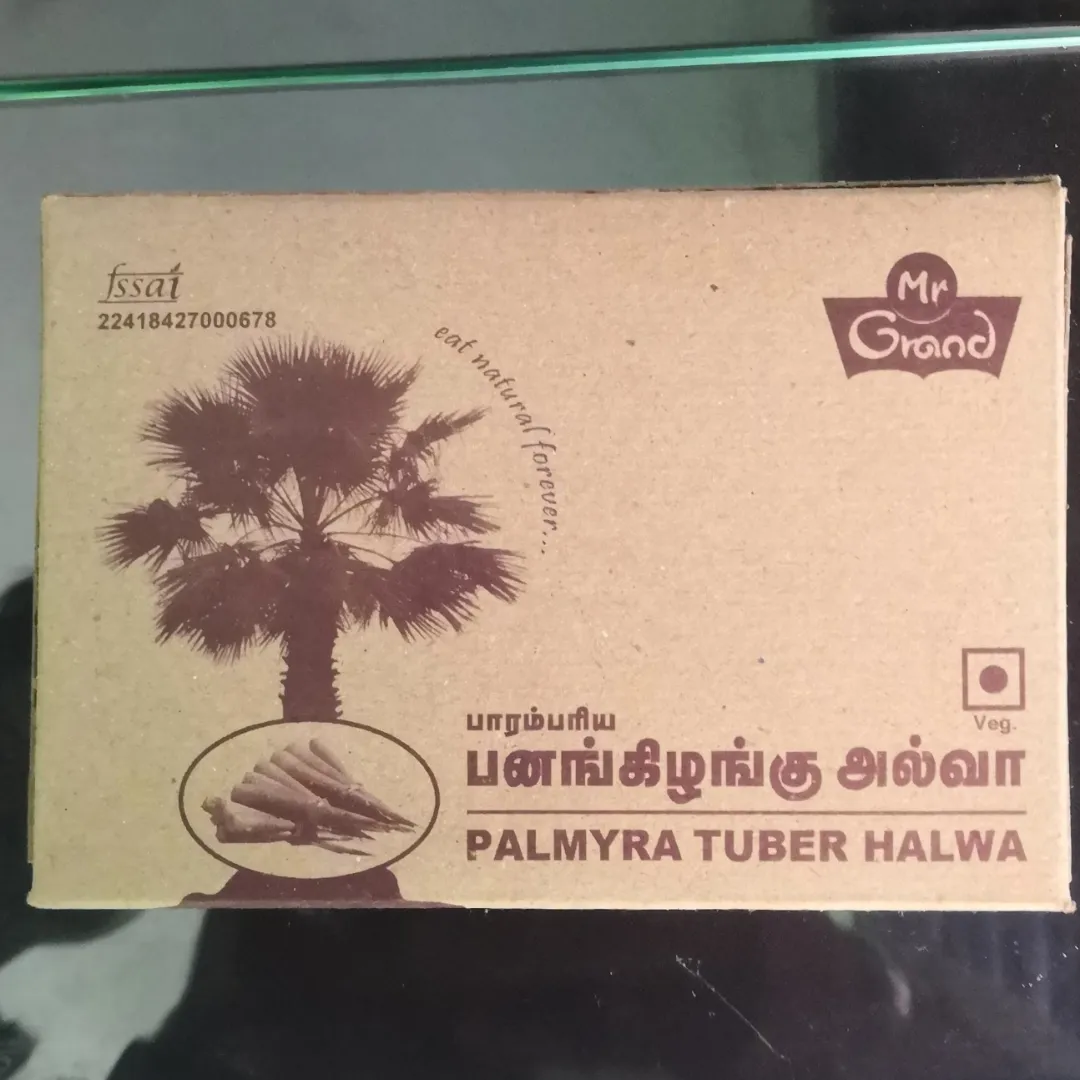 fssai
22418427000678
Mr
Grand
eat natural forever...
Veg.
பாரம்பரிய
பனங்கிழங்கு அல்வா
PALMYRA TUBER HALWA